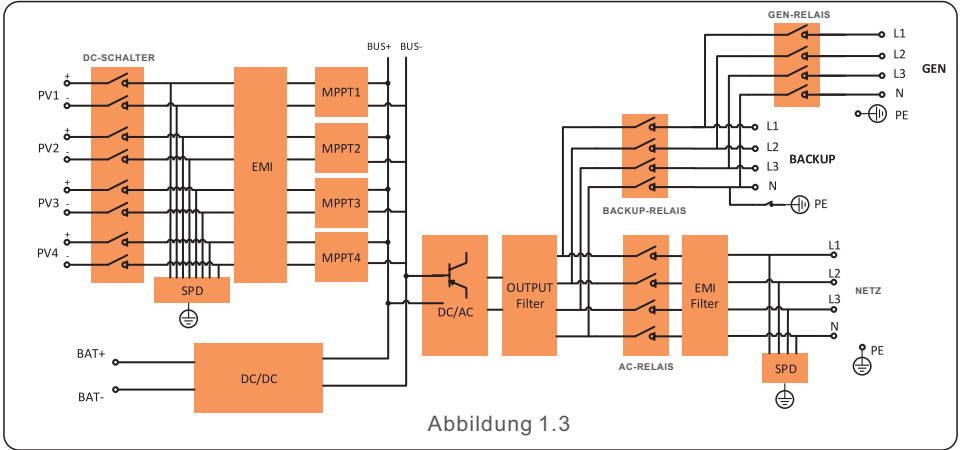 GEN-RELAIS
L1
L2
L3
N
GEN
PE
BUS+ BUS-
DC-SCHALTER
+
PV1
-
+
PV2
-
+
PV3
-
+
PV4
-
EMI
MPPT1
MPPT2
MPPT3
MPPT4
SPD
L1
L2
L3
N
BACKUP
PE
BACKUP-RELAIS
DC/AC
OUTPUT
Filter
EMI
Filter
AC-RELAIS
L1
L2
L3
N
NETZ
PE
SPD
BAT+
BAT-
DC/DC
Abbildung 1.3